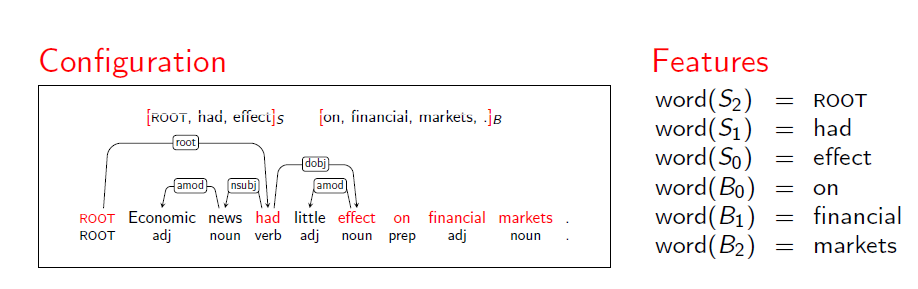 Configuration
[ROOT, had, effect]S [on, financial, markets, .]B
root
dobj
amod nsubj amod
ROOT Economic news had little effect on financial markets .
ROOT adj noun verb adj noun prep adj noun .
Features
word(S2) = ROOT
word(S1) = had
word(S0) = effect
word(B0) = on
word(B1) = financial
word(B2) = markets